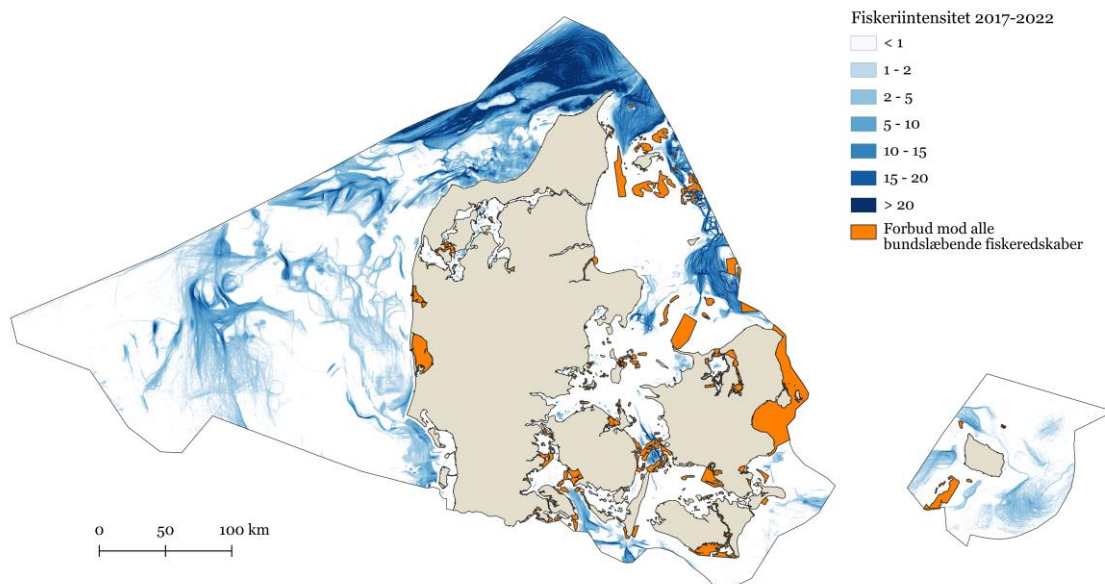 Fiskeriintensitet 2017-2022
< 1
1 - 2
2 - 5
5 - 10
10 - 15
15 - 20
> 20
Forbud mod alle
bundslæbende fiskeredskaber
0 50 100 km